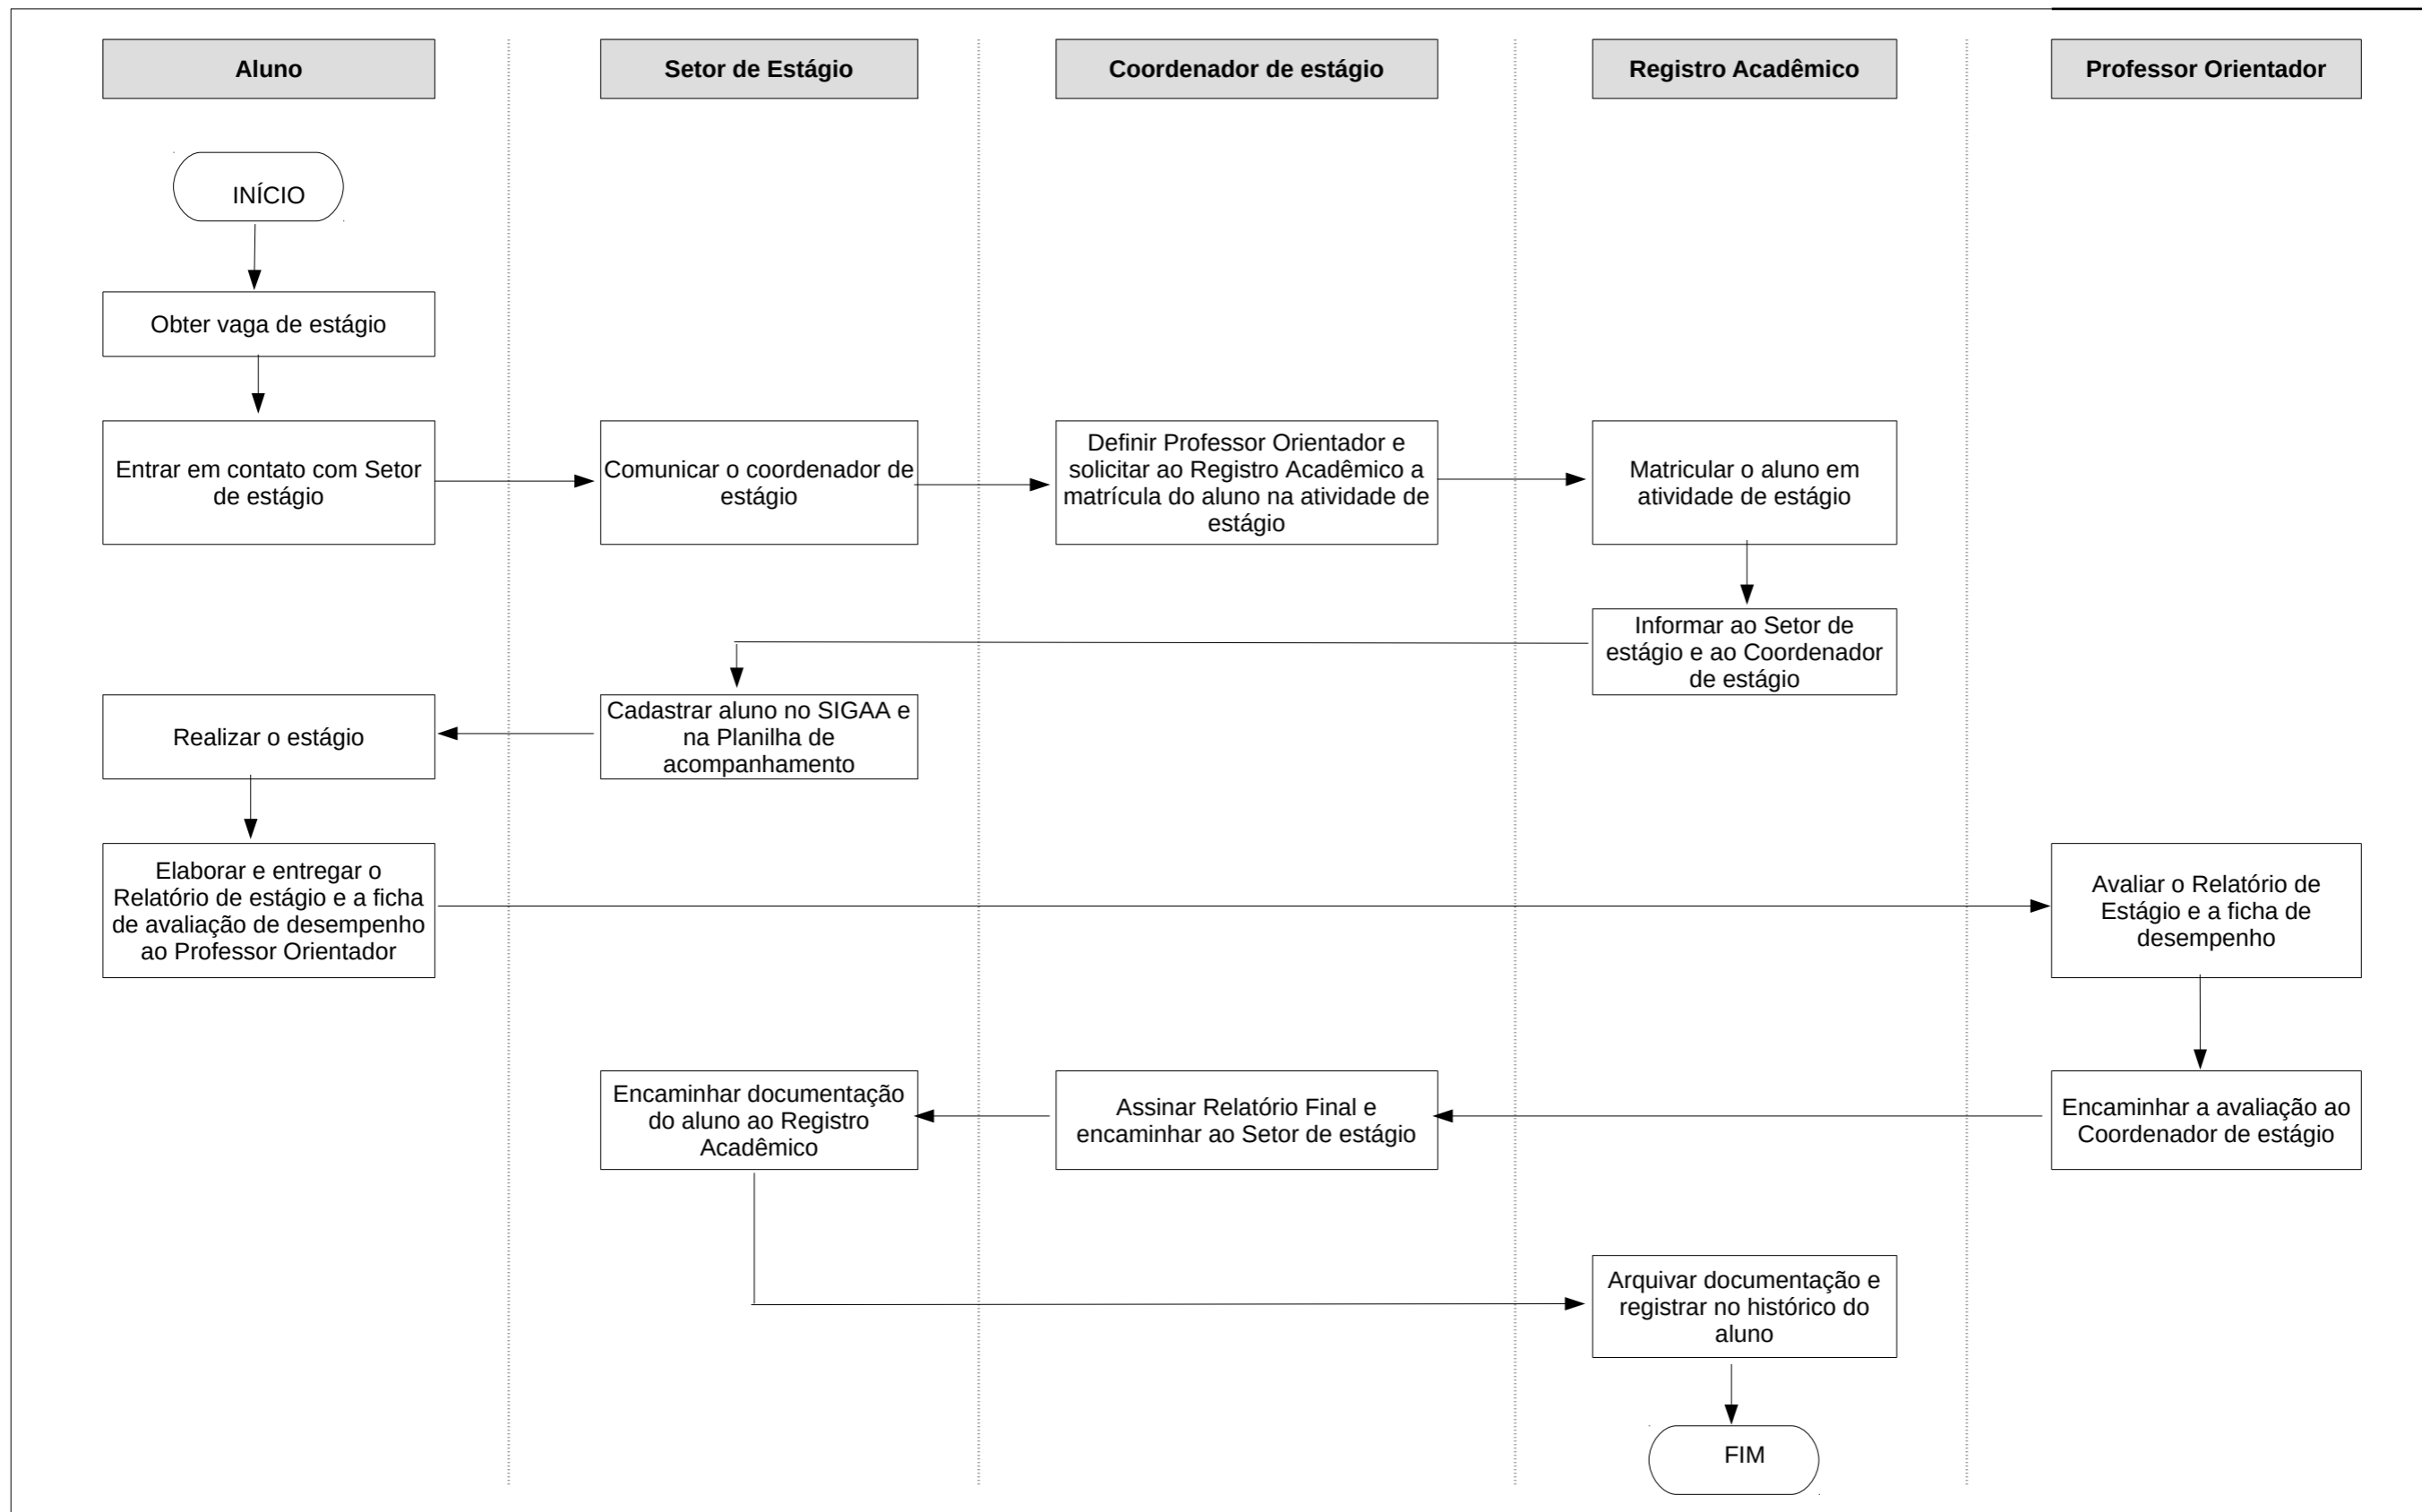 Aluno
Setor de Estágio
Coordenador de estágio
Registro Acadêmico
Professor Orientador
INÍCIO
Obter vaga de estágio
Entrar em contato com Setor
de estágio
Comunicar o coordenador de
estágio
Definir Professor Orientador e
solicitar ao Registro Acadêmico a
matrícula do aluno na atividade de
estágio
Matricular o aluno em
atividade de estágio
Informar ao Setor de
estágio e ao Coordenador
de estágio
Cadastrar aluno no SIGAA e
na Planilha de
acompanhamento
Realizar o estágio
Elaborar e entregar o
Relatório de estágio e a ficha
de avaliação de desempenho
ao Professor Orientador
Avaliar o Relatório de
Estágio e a ficha de
desempenho
Encaminhar a avaliação ao
Coordenador de estágio
Assinar Relatório Final e
encaminhar ao Setor de estágio
Encaminhar documentação
do aluno ao Registro
Acadêmico
Arquivar documentação e
registrar no histórico do
aluno
FIM